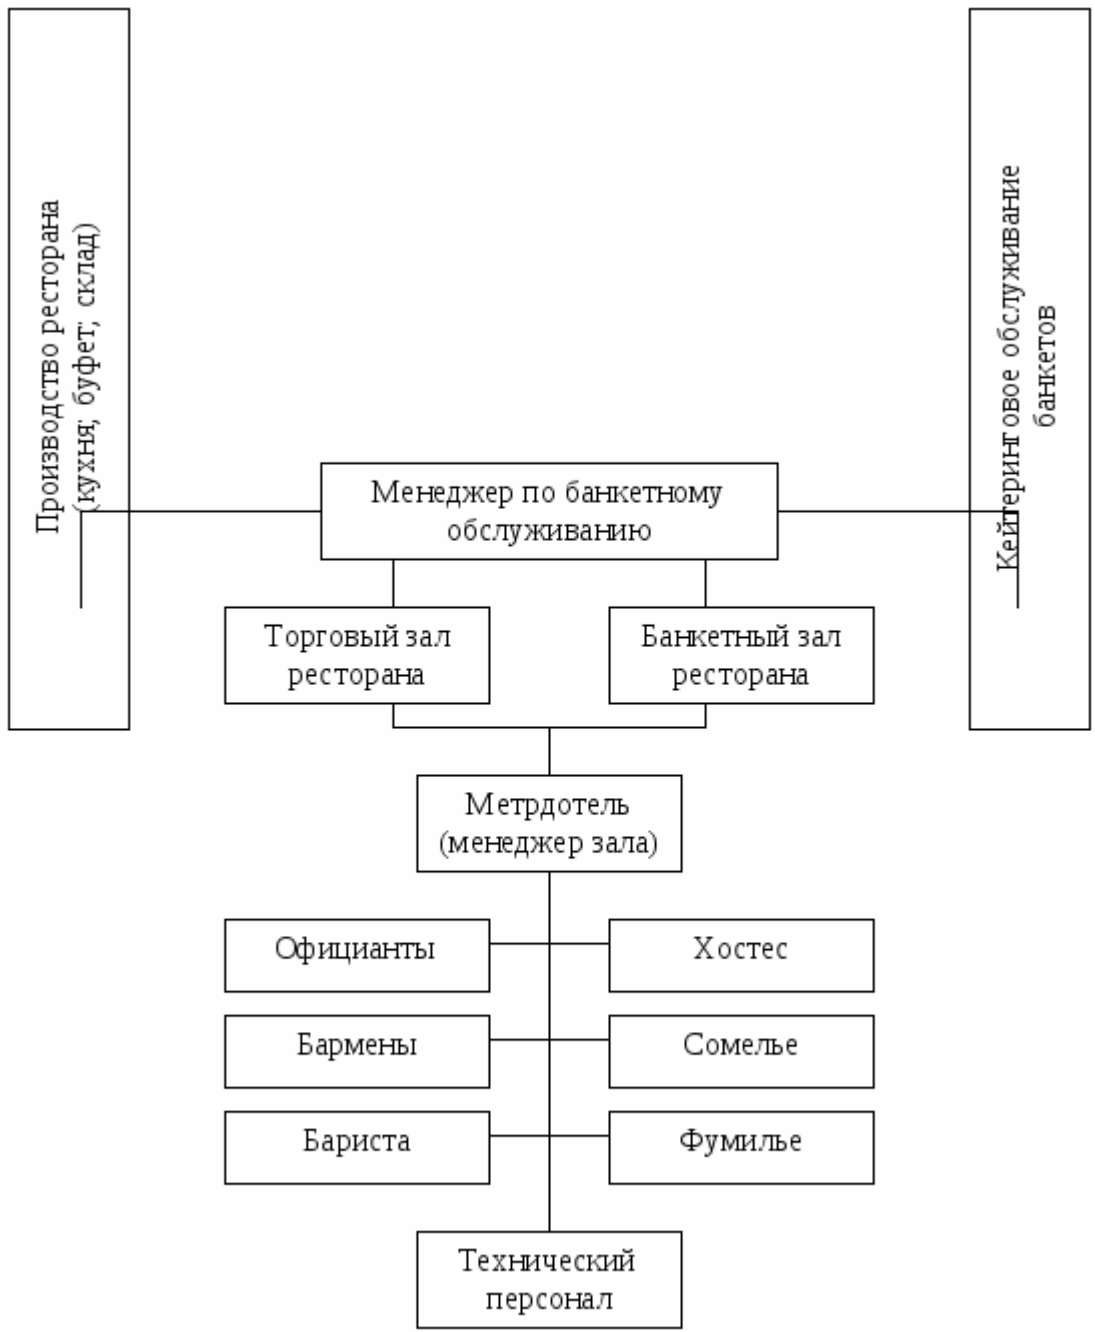 Производство ресторана
(кухня; буфет; склад)
Кейтеринговое обслуживание
банкетов
Менеджер по банкетному
обслуживанию
Торговый зал
ресторана
Банкетный зал
ресторана
Метрдотель
(менеджер зала)
Официанты
Хостес
Бармены
Сомелье
Бариста
Фумилье
Технический
персонал